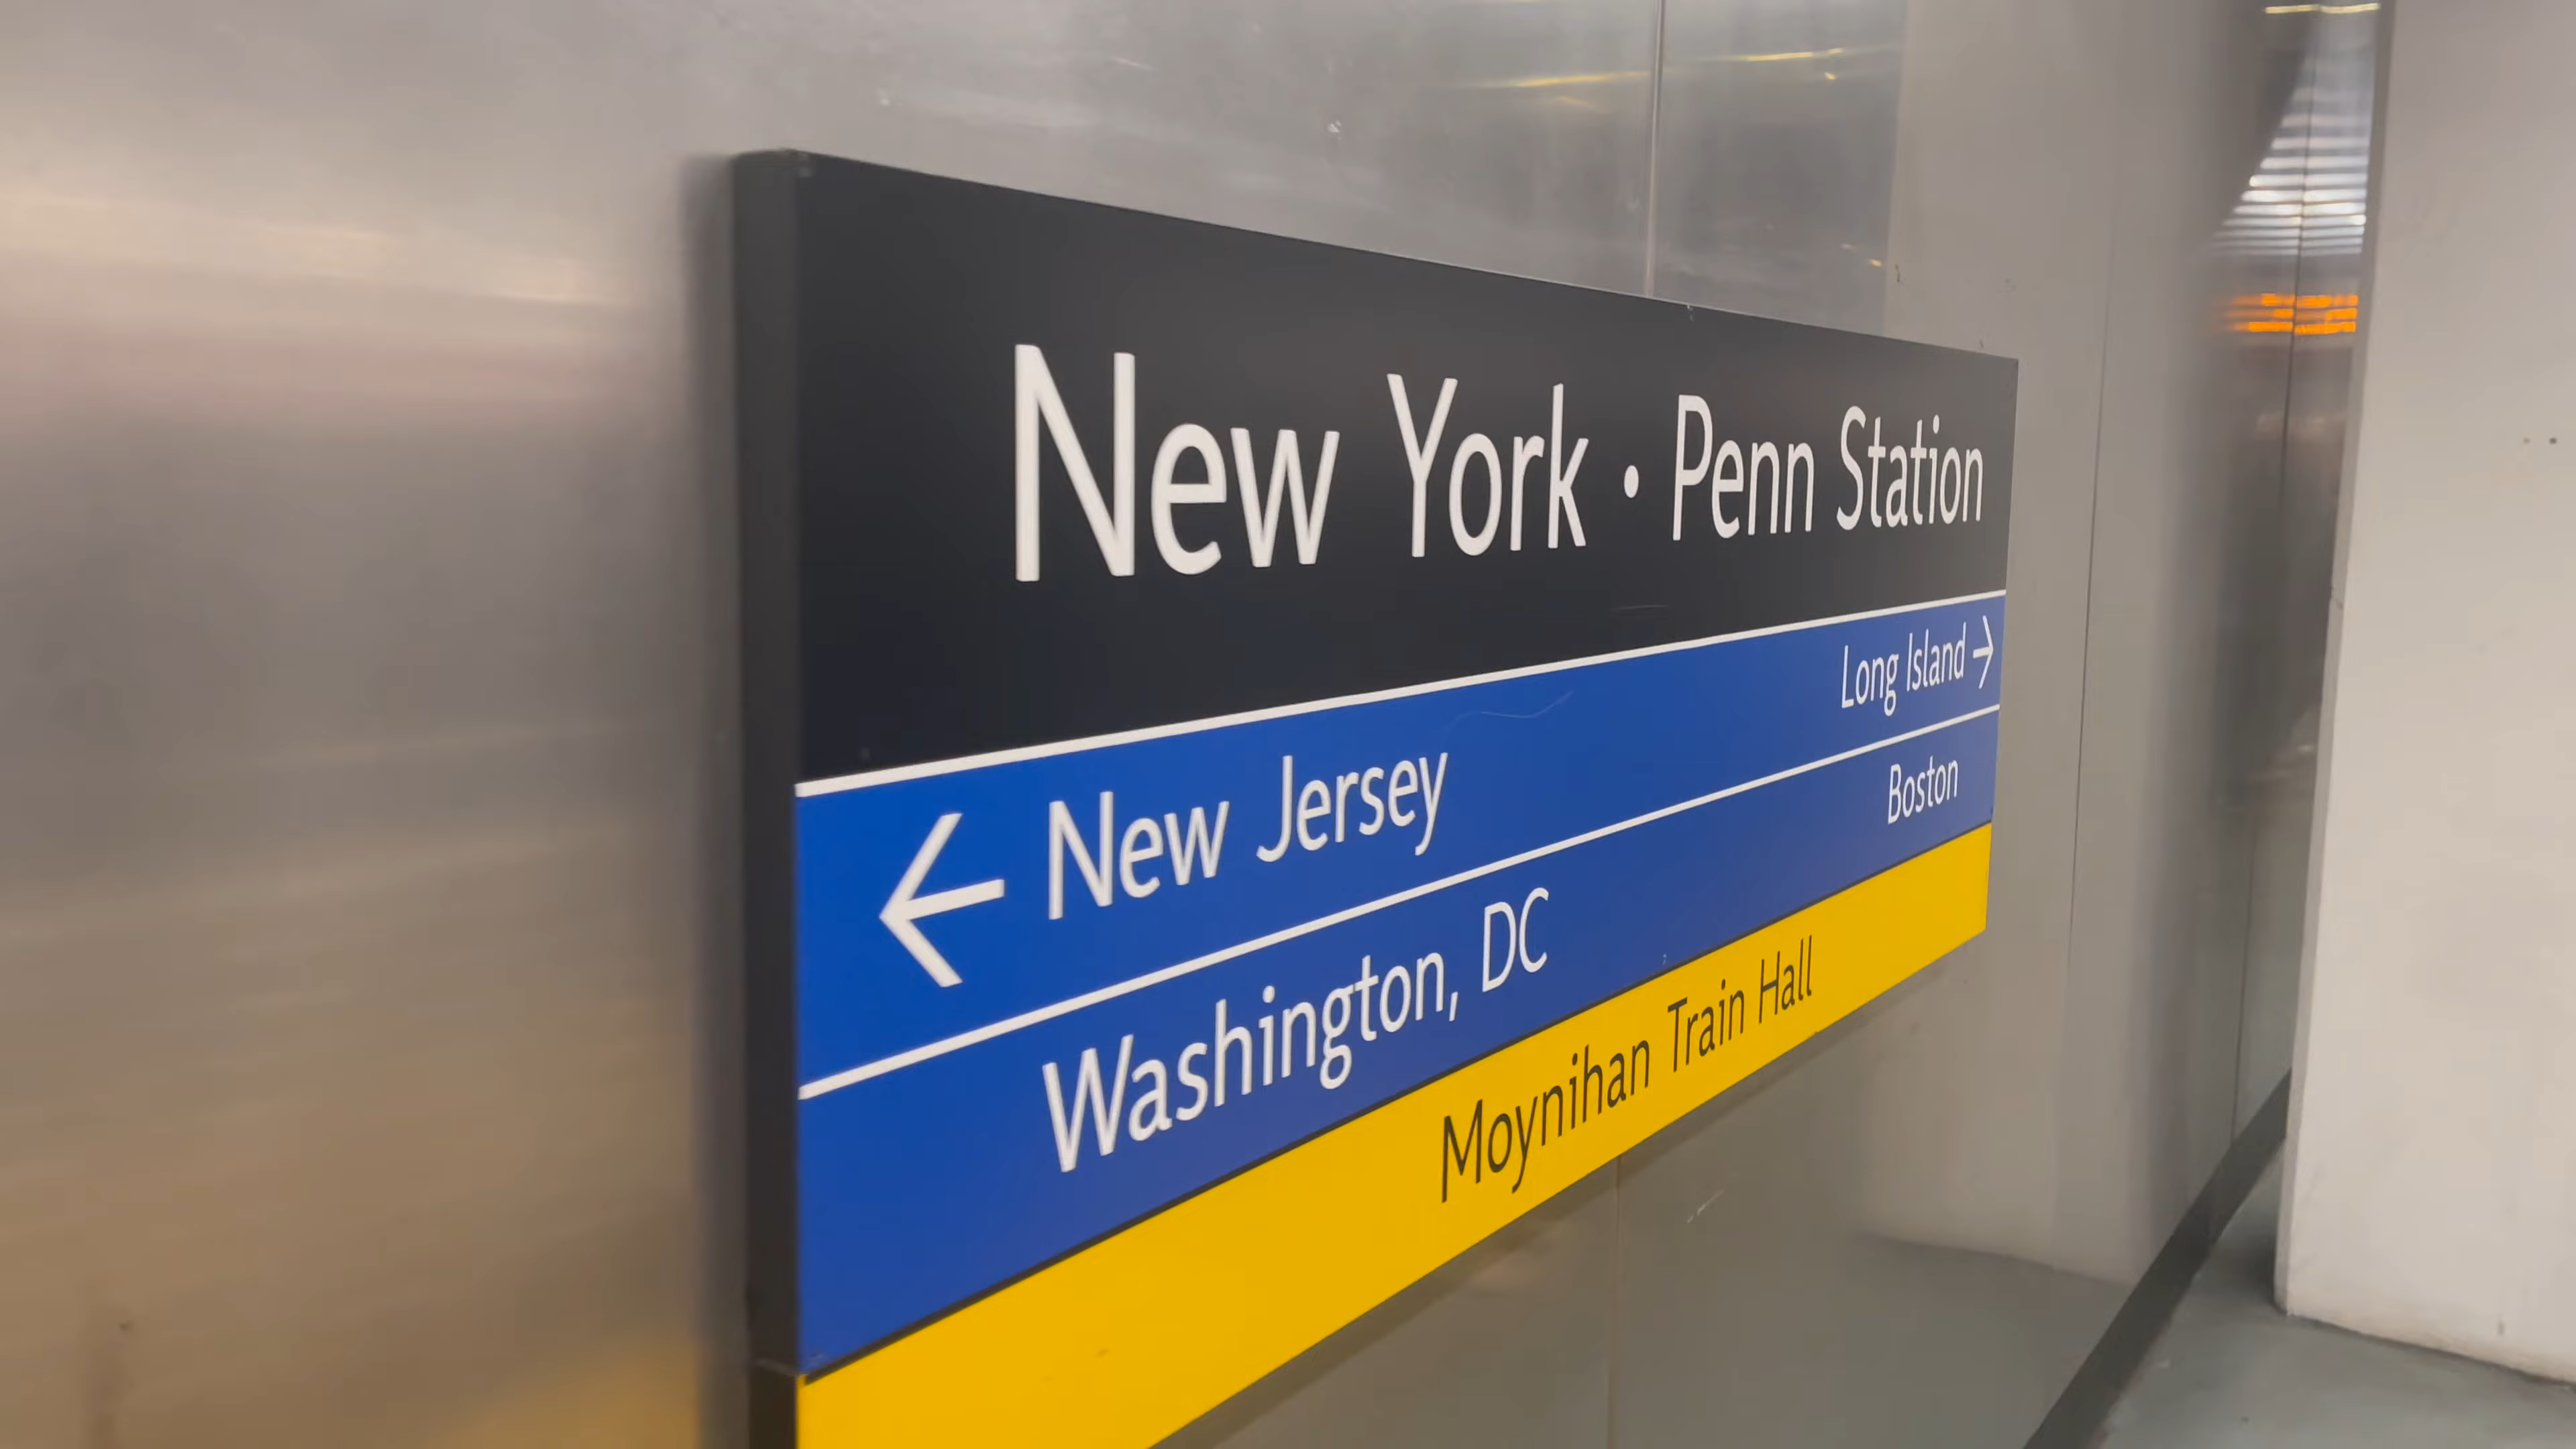 New York • Penn Station
← New Jersey
Long Island →
Washington, DC
Boston
Moynihan Train Hall